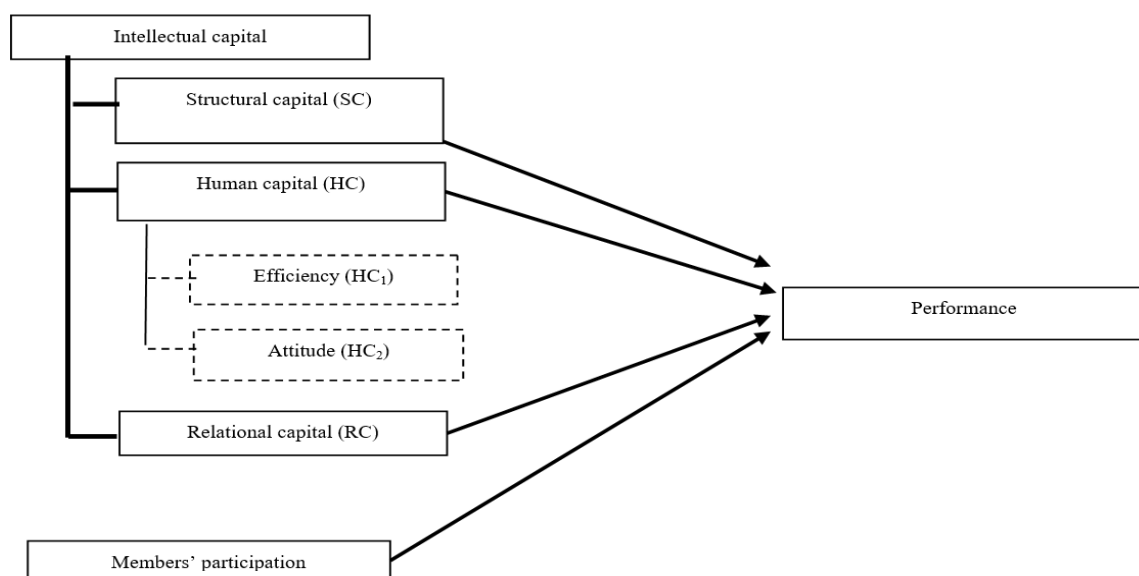 Intellectual capital
Structural capital (SC)
Human capital (HC)
Efficiency (HC₁)
Attitude (HC₂)
Relational capital (RC)
Members’ participation
Performance